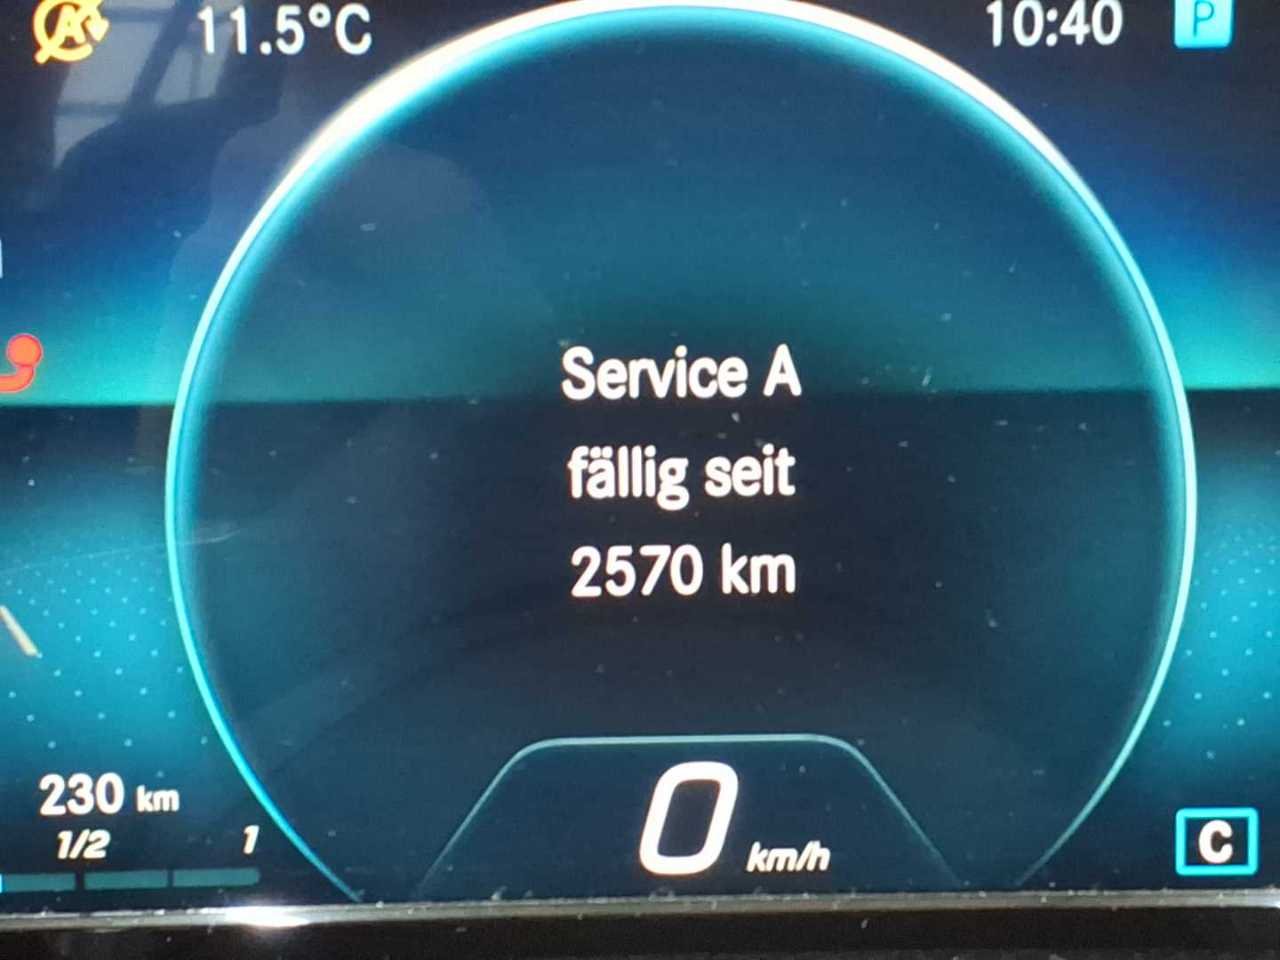 11.5°C
10:40
P
Service A
fällig seit
2570 km
230 km
1/2 1
0 km/h
C